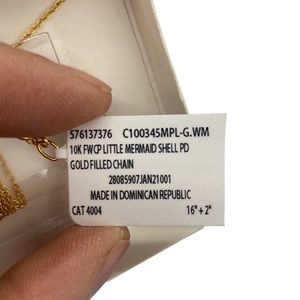 576137376 C100345MPL-G.WM
10K FWCP LITTLE MERMAID SHELL PD
GOLD FILLED CHAIN
28085907JAN21001
MADE IN DOMINICAN REPUBLIC
CAT 4004 16" + 2"